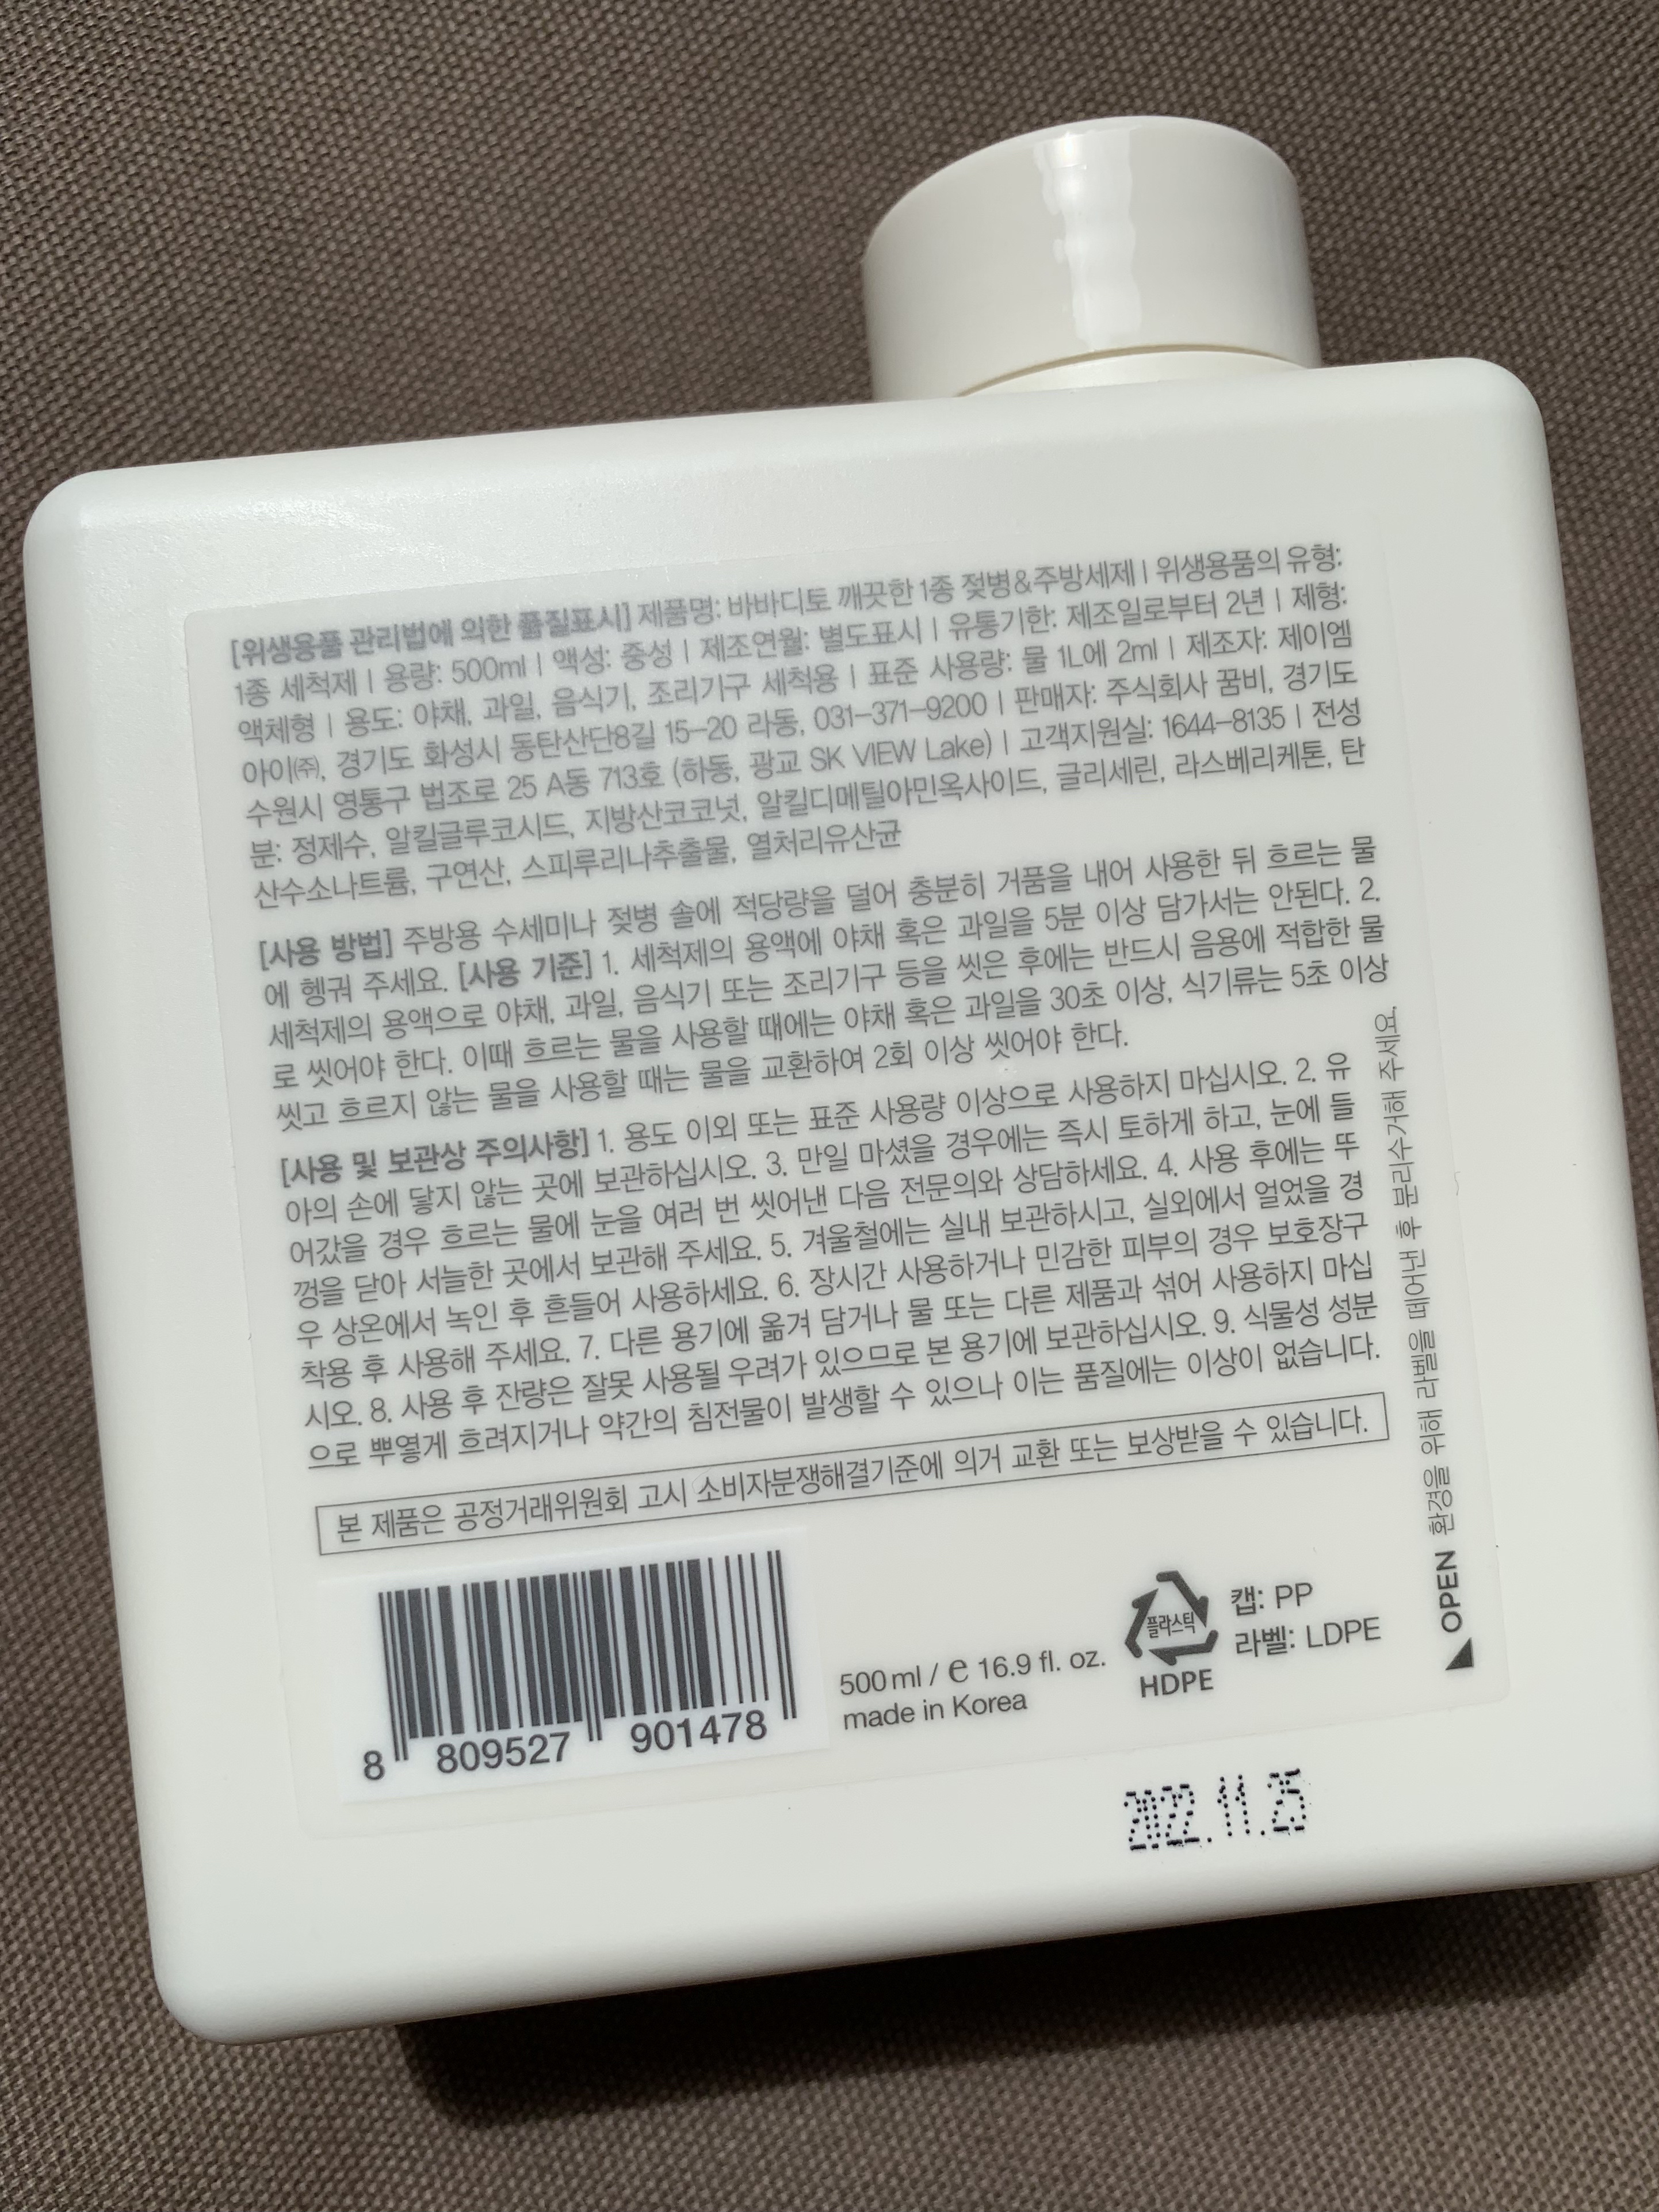 [위생용품 관리법에 의한 품질표시] 제품명: 바바디토 깨끗한 1종 젖병&주방세제 | 위생용품의 유형:
1종 세척제 | 용량: 500ml | 액성: 중성 | 제조연월: 별도표시 | 유통기한: 제조일로부터 2년 | 제형:
액체형 | 용도: 야채, 과일, 음식기, 조리기구 세척용 | 표준 사용량: 물 1L에 2ml | 제조자: 제이엠
아이㈜, 경기도 화성시 동탄산단8길 15-20 라동, 031-371-9200 | 판매자: 주식회사 꿈비, 경기도
수원시 영통구 법조로 25 A동 713호 (하동, 광교 SK VIEW Lake) | 고객지원실: 1644-8135 | 전성
분: 정제수, 알킬글루코시드, 지방산코코넛, 알킬디메틸아민옥사이드, 글리세린, 라스베리케톤, 탄
산수소나트륨, 구연산, 스피루리나추출물, 열처리유산균
[사용 방법] 주방용 수세미나 젖병 솔에 적당량을 덜어 충분히 거품을 내어 사용한 뒤 흐르는 물
에 헹궈 주세요. [사용 기준] 1. 세척제의 용액에 야채 혹은 과일을 5분 이상 담가서는 안된다. 2.
세척제의 용액으로 야채, 과일, 음식기 또는 조리기구 등을 씻은 후에는 반드시 음용에 적합한 물
로 씻어야 한다. 이때 흐르는 물을 사용할 때에는 야채 혹은 과일을 30초 이상, 식기류는 5초 이상
씻고 흐르지 않는 물을 사용할 때는 물을 교환하여 2회 이상 씻어야 한다.
[사용 및 보관상 주의사항] 1. 용도 이외 또는 표준 사용량 이상으로 사용하지 마십시오. 2. 유
아의 손에 닿지 않는 곳에 보관하십시오. 3. 만일 마셨을 경우에는 즉시 토하게 하고, 눈에 들
어갔을 경우 흐르는 물에 눈을 여러 번 씻어낸 다음 전문의와 상담하세요. 4. 사용 후에는 뚜
껑을 닫아 서늘한 곳에서 보관해 주세요. 5. 겨울철에는 실내 보관하시고, 실외에서 얼었을 경
우 상온에서 녹인 후 흔들어 사용하세요. 6. 장시간 사용하거나 민감한 피부의 경우 보호장구
착용 후 사용해 주세요. 7. 다른 용기에 옮겨 담거나 물 또는 다른 제품과 섞어 사용하지 마십
시오. 8. 사용 후 잔량은 잘못 사용될 우려가 있으므로 본 용기에 보관하십시오. 9. 식물성 성분
으로 뿌옇게 흐려지거나 약간의 침전물이 발생할 수 있으나 이는 품질에는 이상이 없습니다.
본 제품은 공정거래위원회 고시 소비자분쟁해결기준에 의거 교환 또는 보상받을 수 있습니다.
8 809527 901478
500ml / ℮ 16.9 fl. oz.
made in Korea
플라스틱
HDPE
캡: PP
라벨: LDPE
◢ OPEN 환경을 위해 라벨을 떼어낸 후 분리수거해 주세요.
2022.11.25